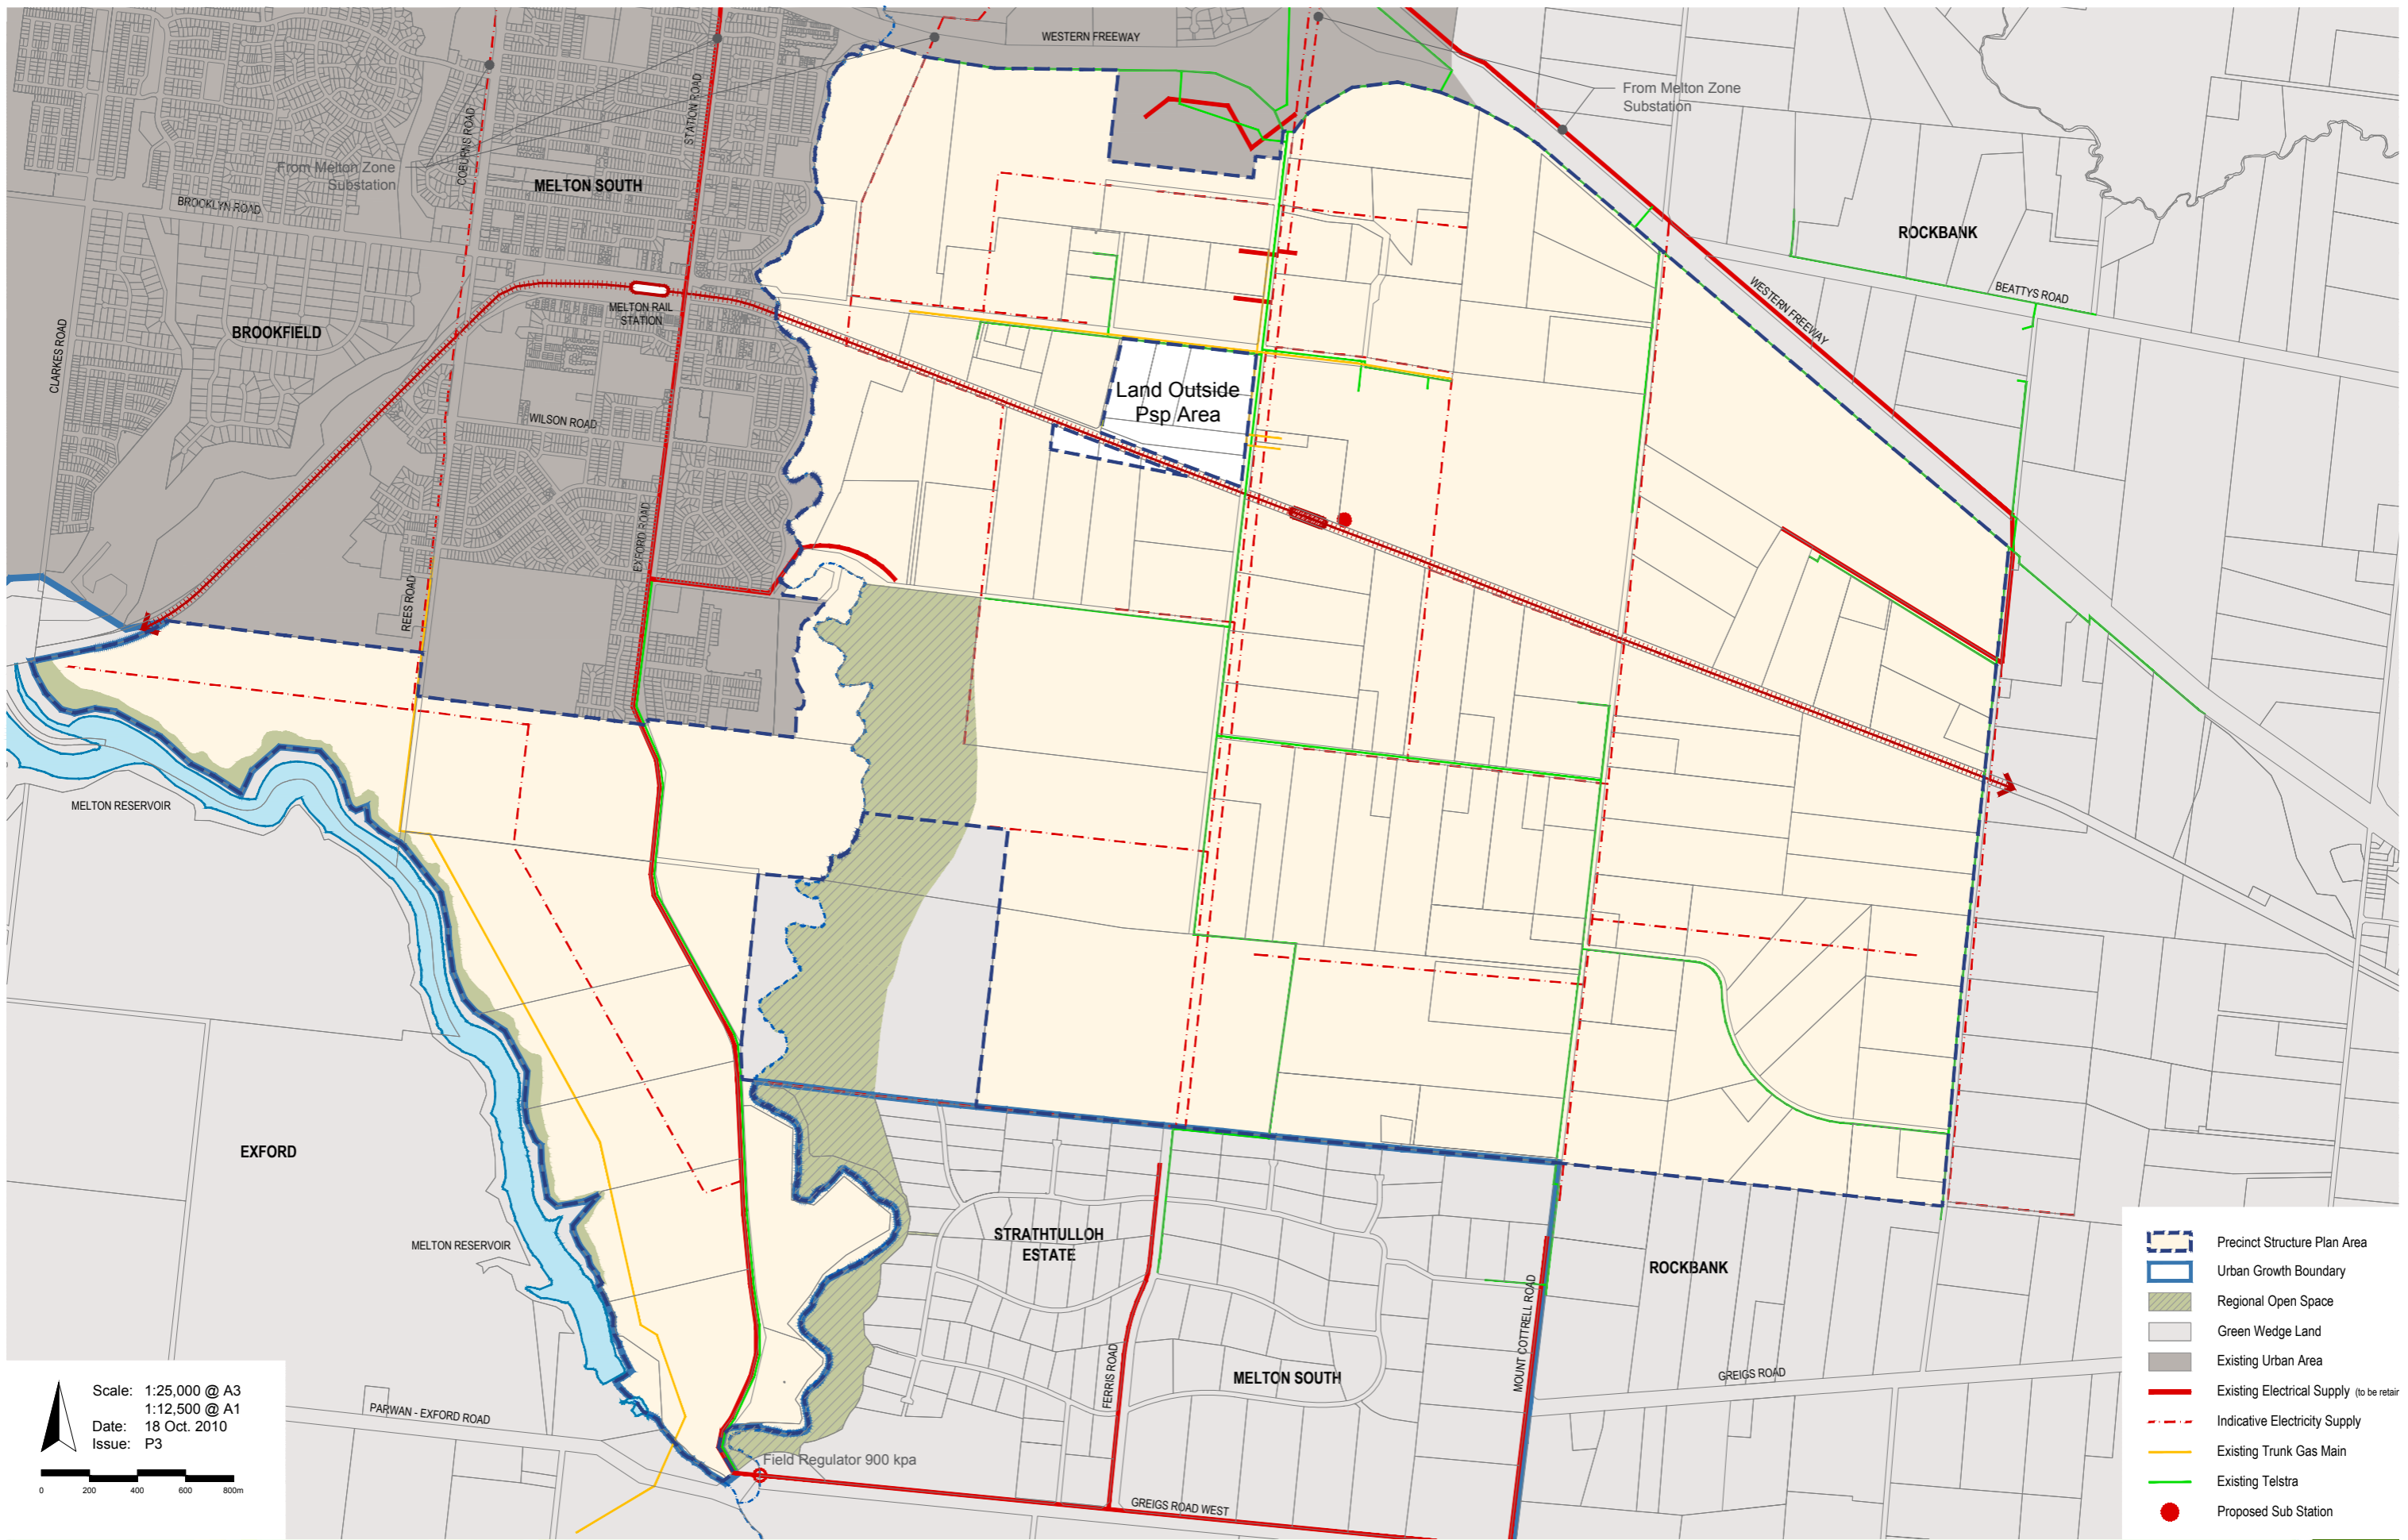 WESTERN FREEWAY
STATION ROAD
COBURNS ROAD
From Melton Zone
Substation
From Melton Zone
Substation
MELTON SOUTH
BROOKLYN ROAD
ROCKBANK
BEATTYS ROAD
WESTERN FREEWAY
MELTON RAIL
STATION
BROOKFIELD
CLARKES ROAD
Land Outside
Psp Area
WILSON ROAD
EXFORD ROAD
REES ROAD
MELTON RESERVOIR
EXFORD
MELTON RESERVOIR
STRATHTULLOH
ESTATE
ROCKBANK
MOUNT COTTRELL ROAD
FERRIS ROAD
MELTON SOUTH
GREIGS ROAD
PARWAN - EXFORD ROAD
Field Regulator 900 kpa
GREIGS ROAD WEST
Scale: 1:25,000 @ A3
1:12,500 @ A1
Date: 18 Oct. 2010
Issue: P3
0 200 400 600 800m
Precinct Structure Plan Area
Urban Growth Boundary
Regional Open Space
Green Wedge Land
Existing Urban Area
Existing Electrical Supply (to be retain
Indicative Electricity Supply
Existing Trunk Gas Main
Existing Telstra
Proposed Sub Station